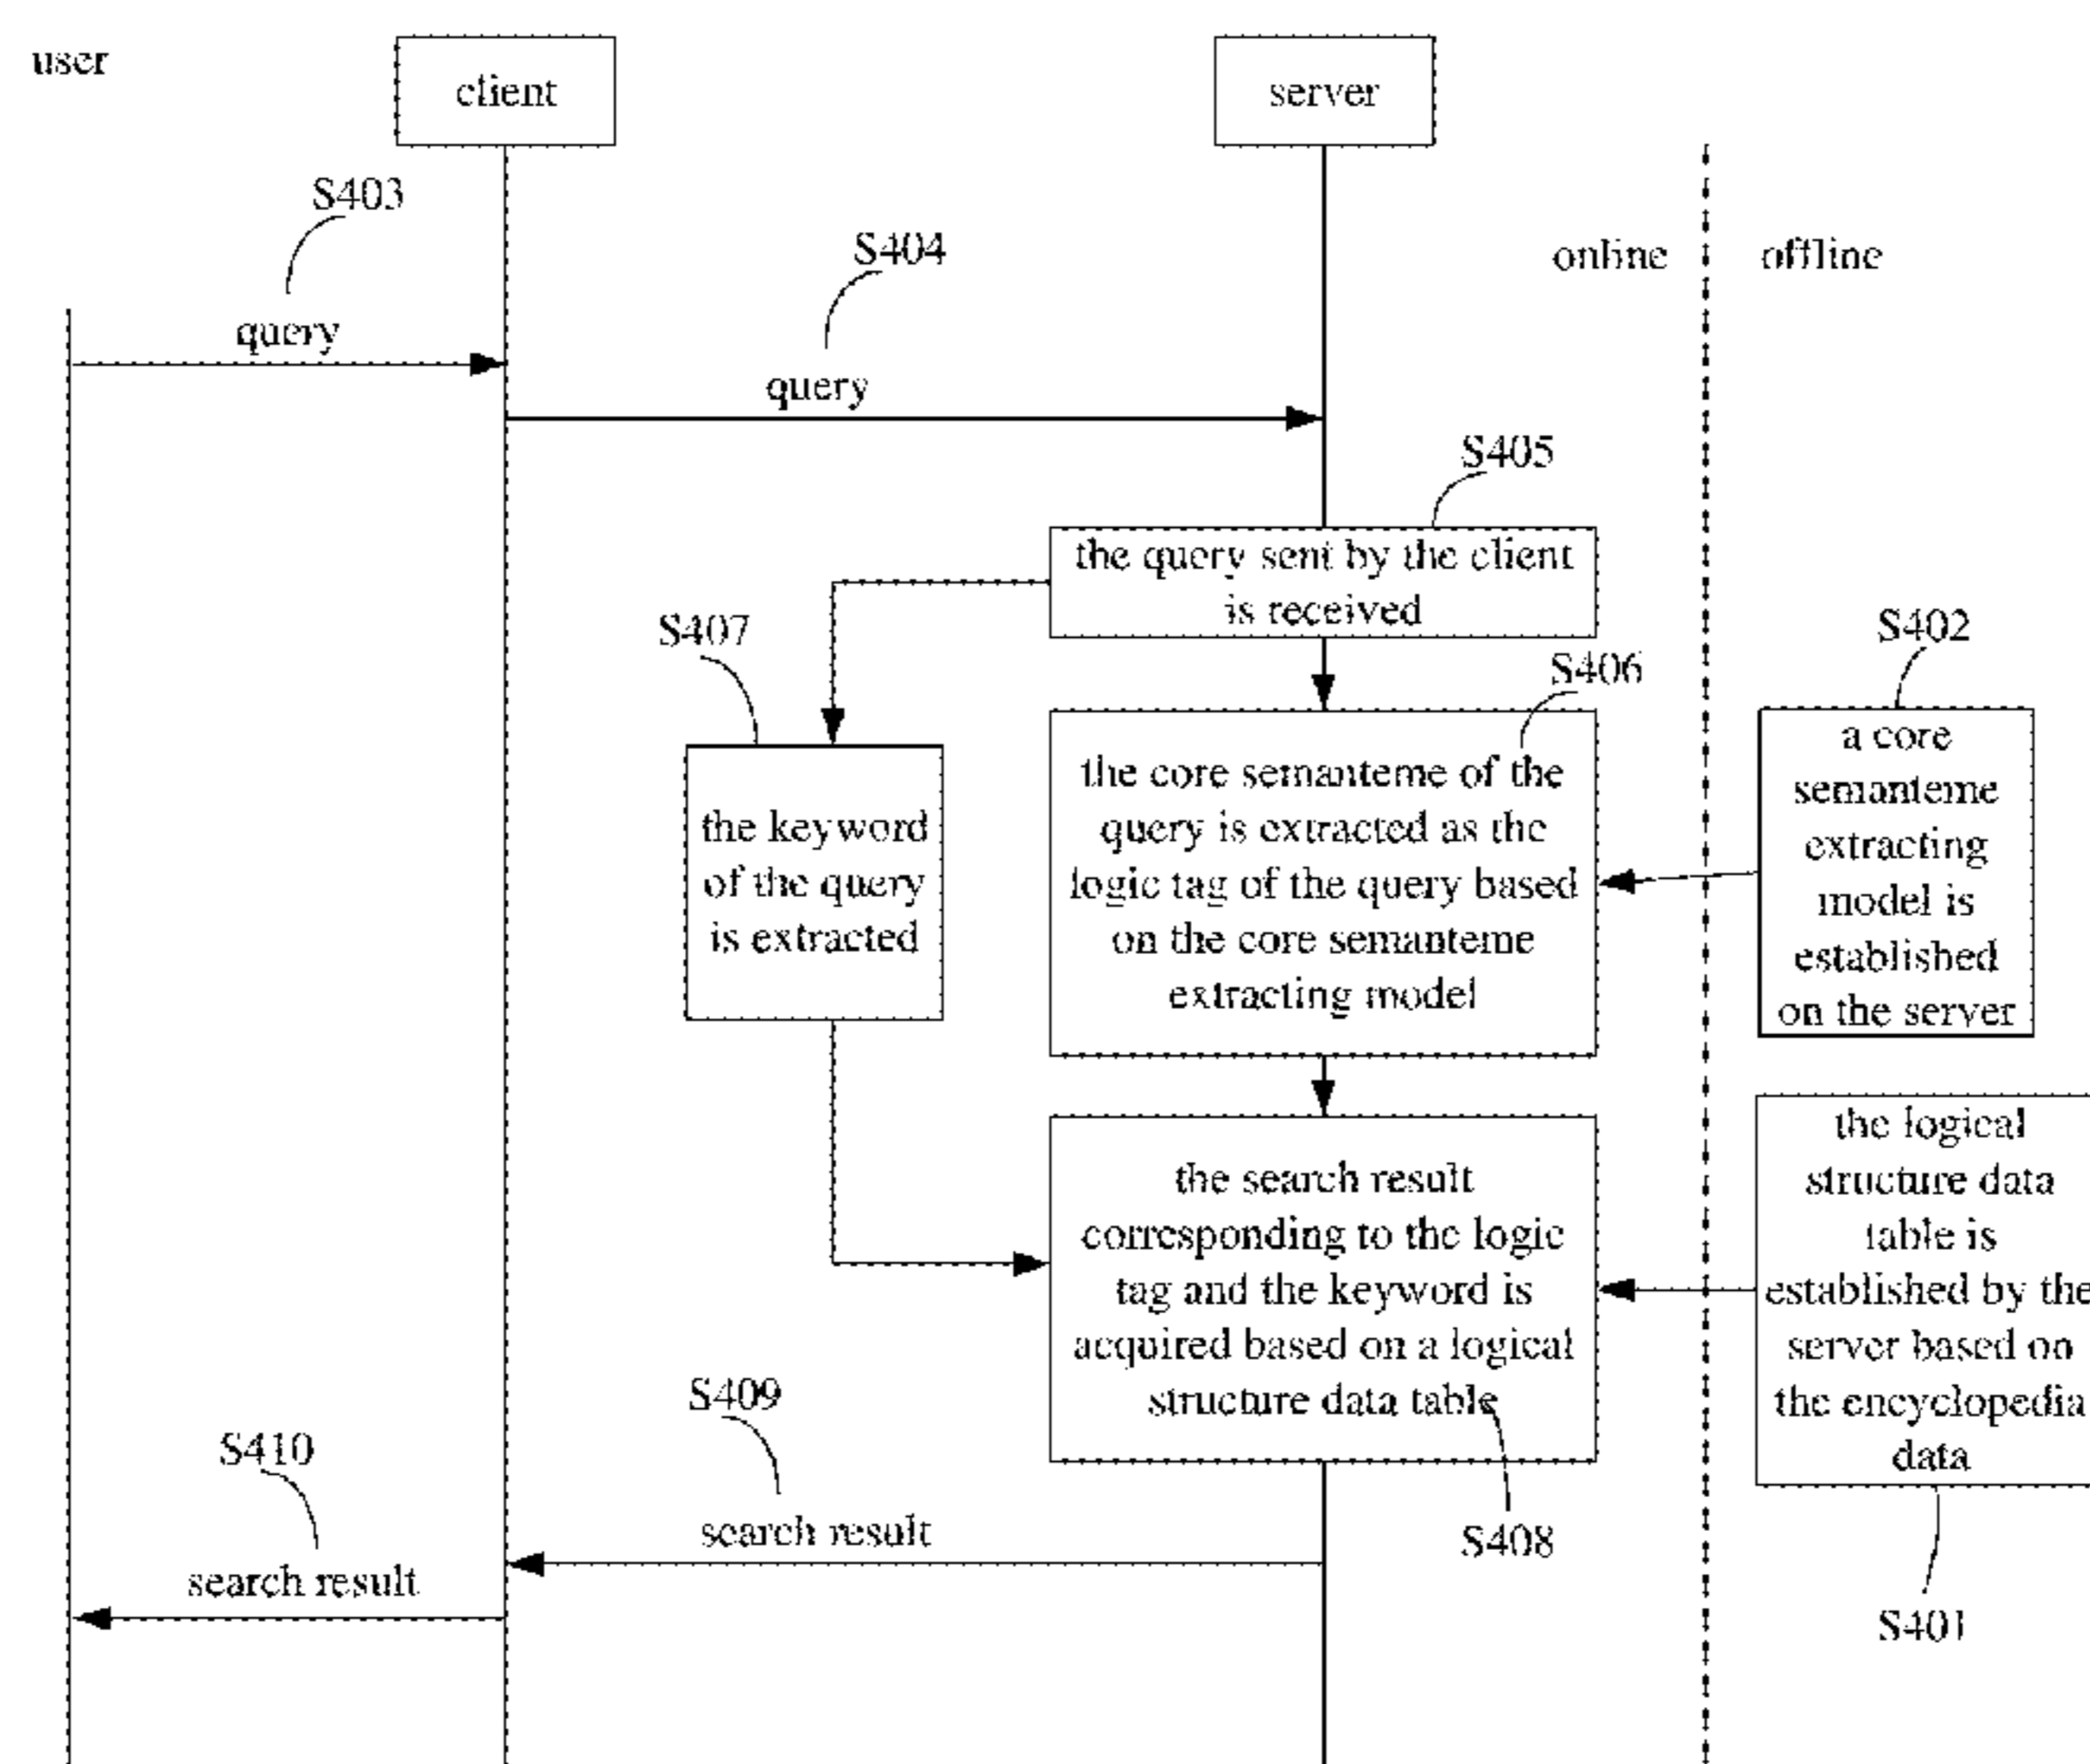 user
client
server
S403
S404
online
offline
query
query
S405
the query sent by the client
is received
S407
S406
S402
the keyword
of the query
is extracted
the core semanteme of the
query is extracted as the
logic tag of the query based
on the core semanteme
extracting model
a core
semanteme
extracting
model is
established
on the server
the search result
corresponding to the logic
tag and the keyword is
acquired based on a logical
structure data table
the logical
structure data
table is
established by the
server based on
the encyclopedia
data
S409
S410
search result
search result
S408
S401